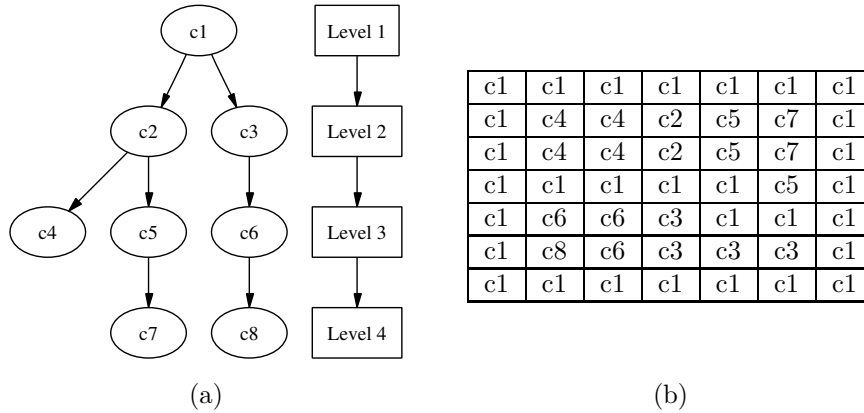 c1 Level 1
c2 c3 Level 2
c4 c5 c6 Level 3
c7 c8 Level 4
(a)
c1 c1 c1 c1 c1 c1 c1
c1 c4 c4 c2 c5 c7 c1
c1 c4 c4 c2 c5 c7 c1
c1 c1 c1 c1 c1 c5 c1
c1 c6 c6 c3 c1 c1 c1
c1 c8 c6 c3 c3 c3 c1
c1 c1 c1 c1 c1 c1 c1
(b)